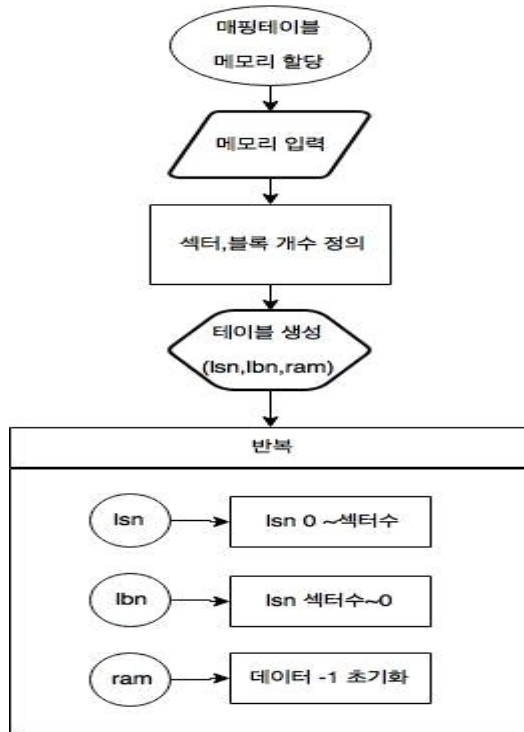 매핑테이블
메모리 할당
메모리 입력
섹터,블록 개수 정의
테이블 생성
(lsn,lbn,ram)
반복
lsn
lsn 0 ~섹터수
lbn
lsn 섹터수~0
ram
데이터 -1 초기화